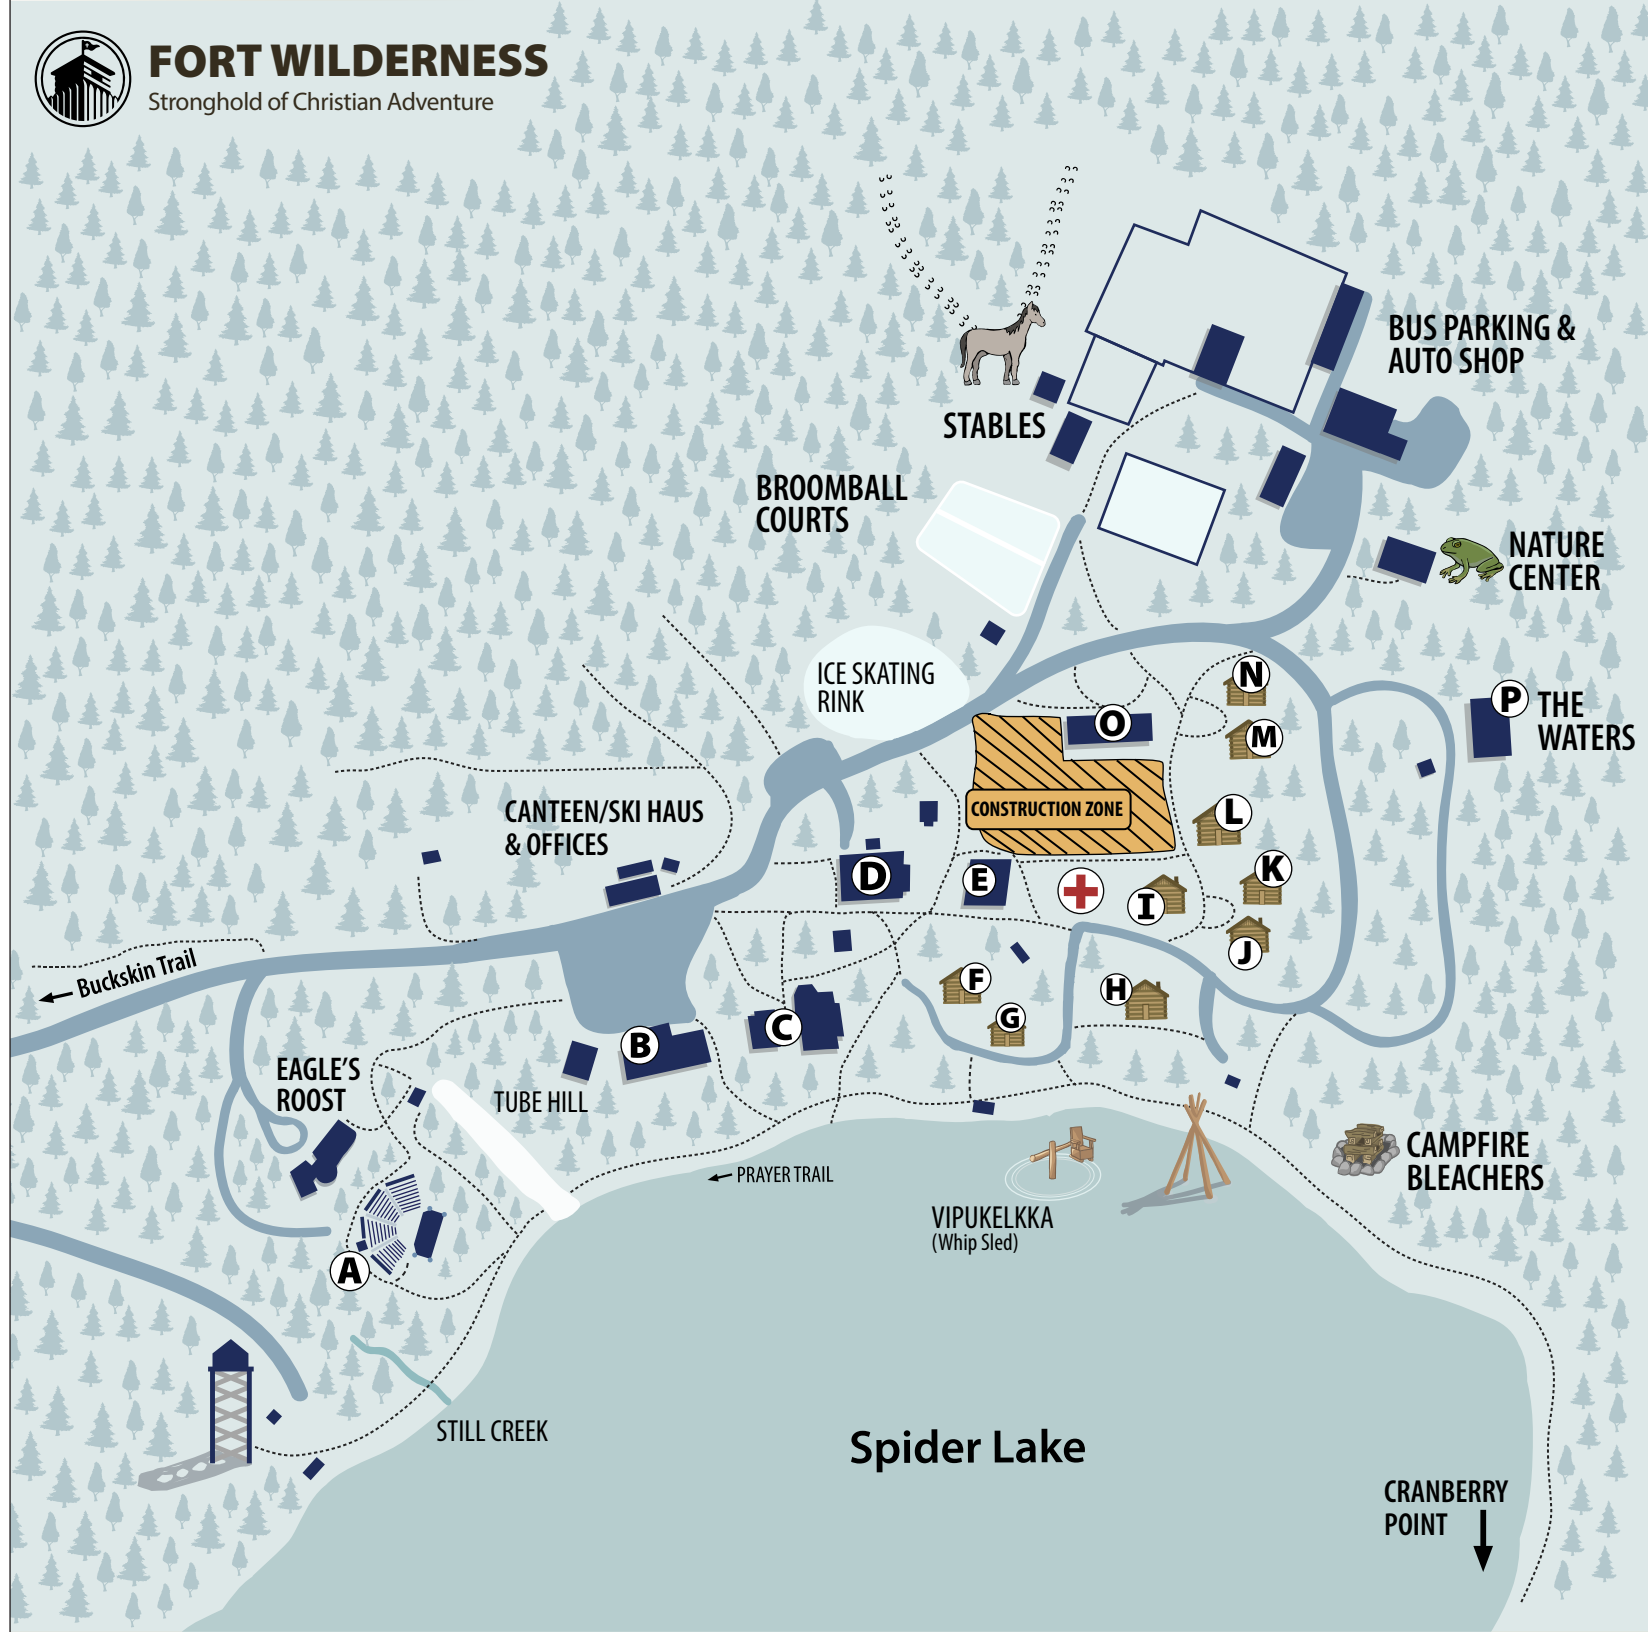 FORT WILDERNESS
Stronghold of Christian Adventure
BUS PARKING &
AUTO SHOP
STABLES
BROOMBALL
COURTS
NATURE
CENTER
ICE SKATING
RINK
N
P
THE
WATERS
O
M
CANTEEN/SKI HAUS
& OFFICES
CONSTRUCTION ZONE
L
D
E
K
I
J
Buckskin Trail
F
H
G
C
B
EAGLE'S
ROOST
TUBE HILL
CAMPFIRE
BLEACHERS
PRAYER TRAIL
VIPUKELKKA
(Whip Sled)
A
STILL CREEK
Spider Lake
CRANBERRY
POINT